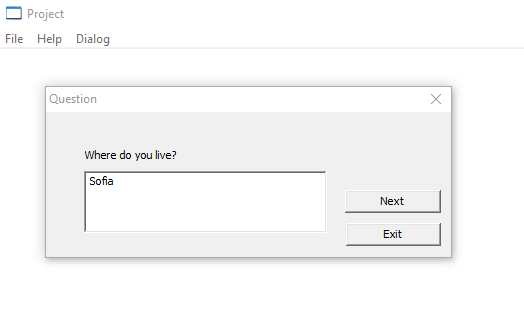 Project
File Help Dialog
Question
Where do you live?
Sofia
Next
Exit